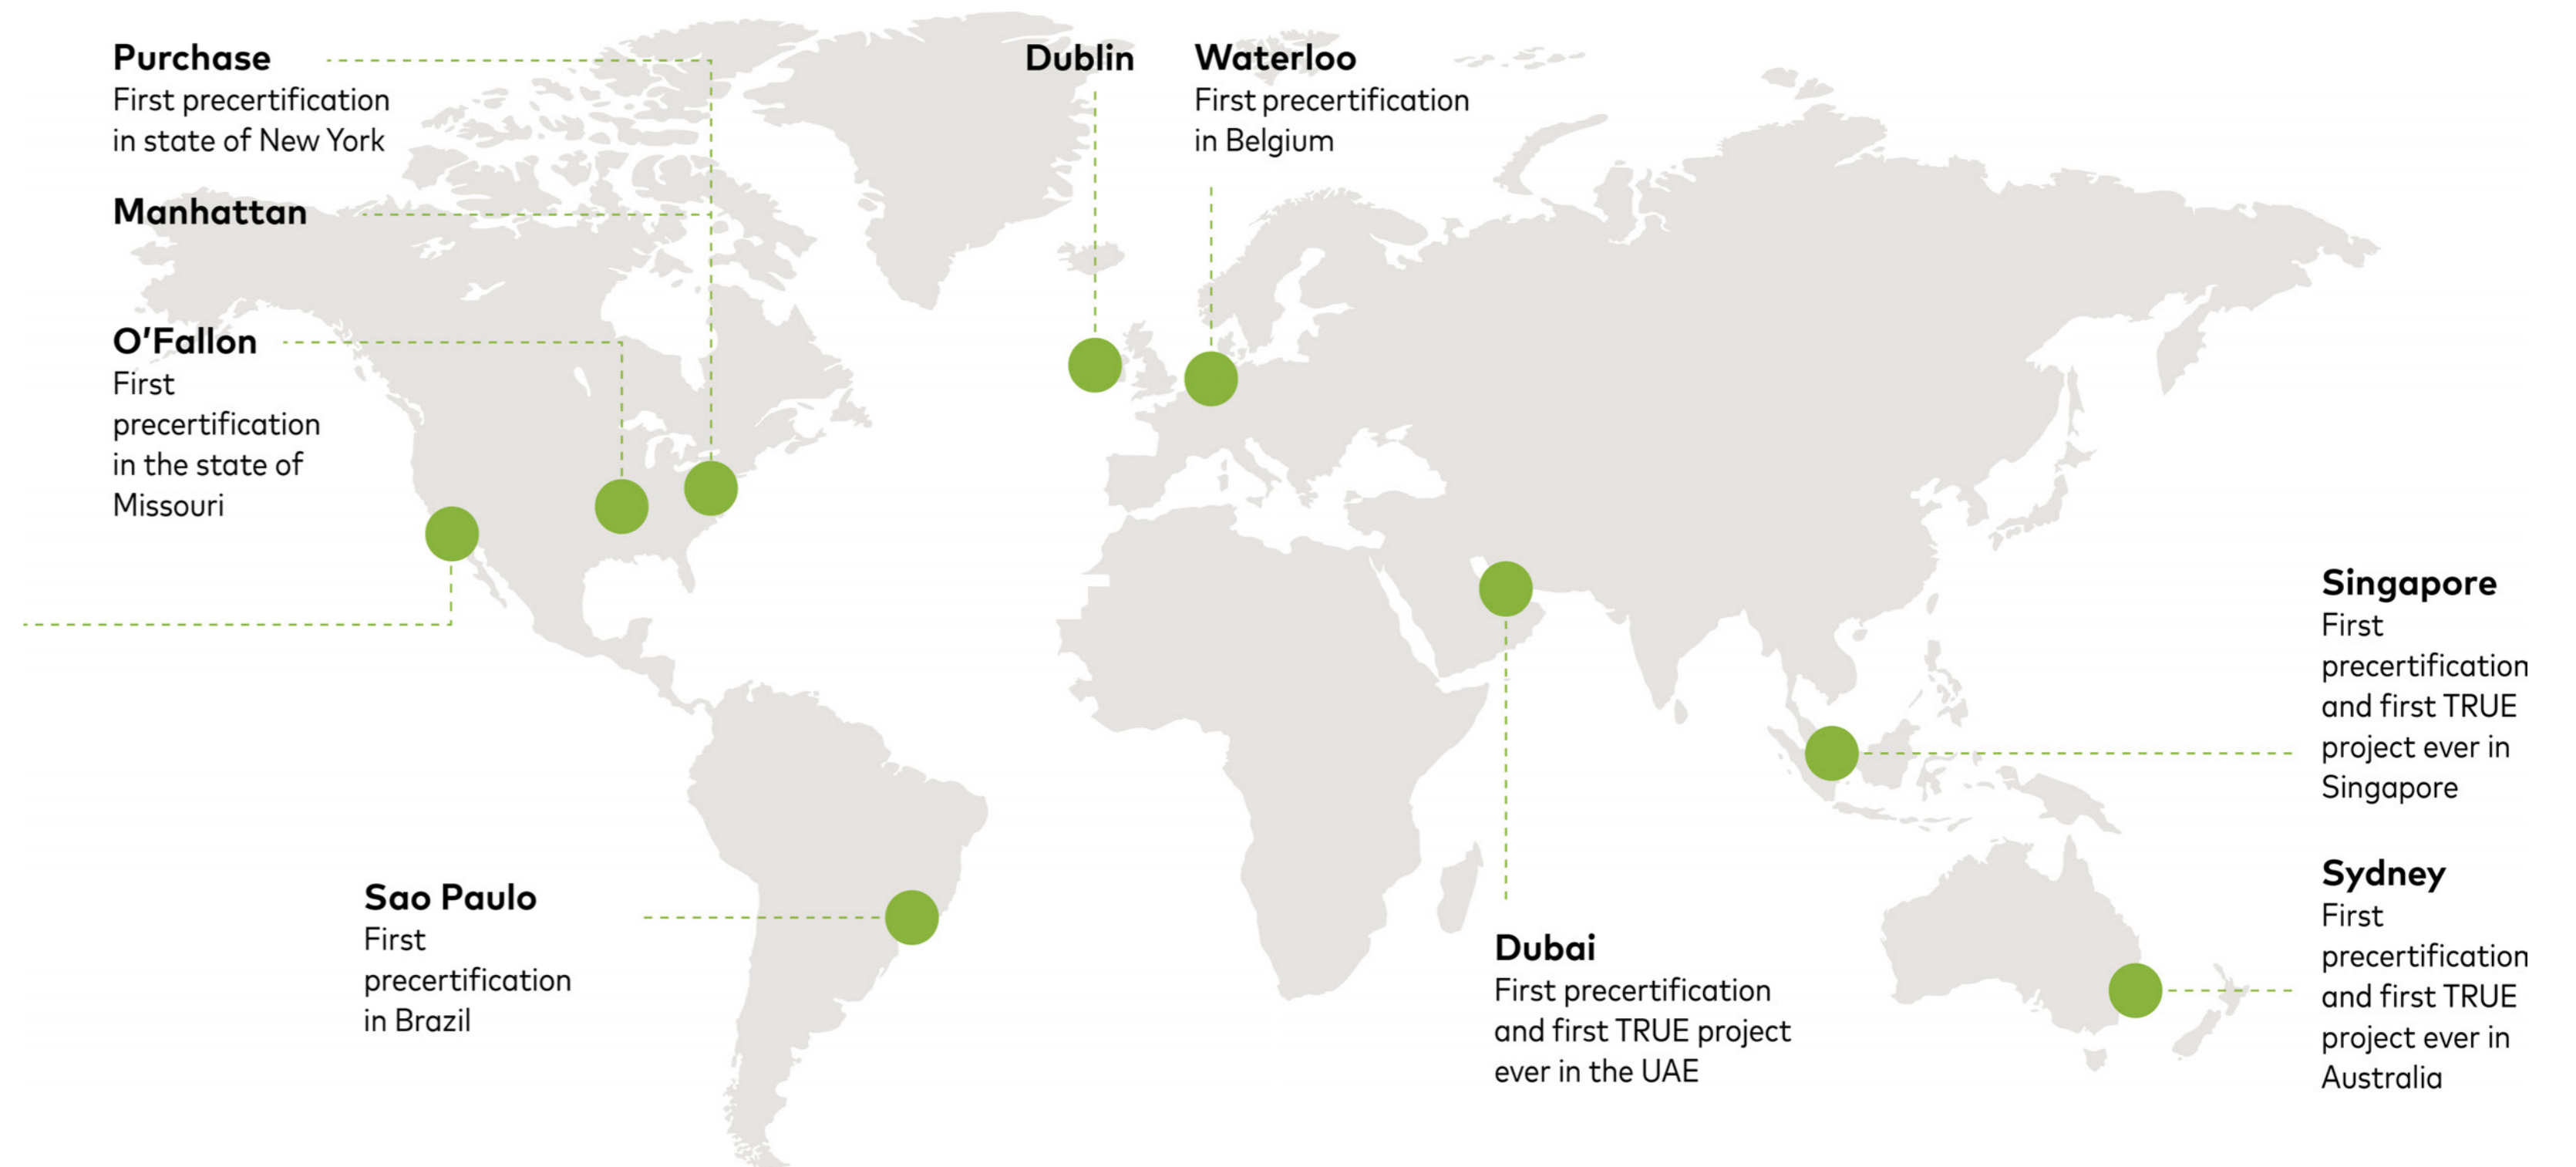 Purchase
First precertification
in state of New York
Manhattan
O'Fallon
First
precertification
in the state of
Missouri
Dublin
Waterloo
First precertification
in Belgium
Sao Paulo
First
precertification
in Brazil
Dubai
First precertification
and first TRUE project
ever in the UAE
Singapore
First
precertification
and first TRUE
project ever in
Singapore
Sydney
First
precertification
and first TRUE
project ever in
Australia